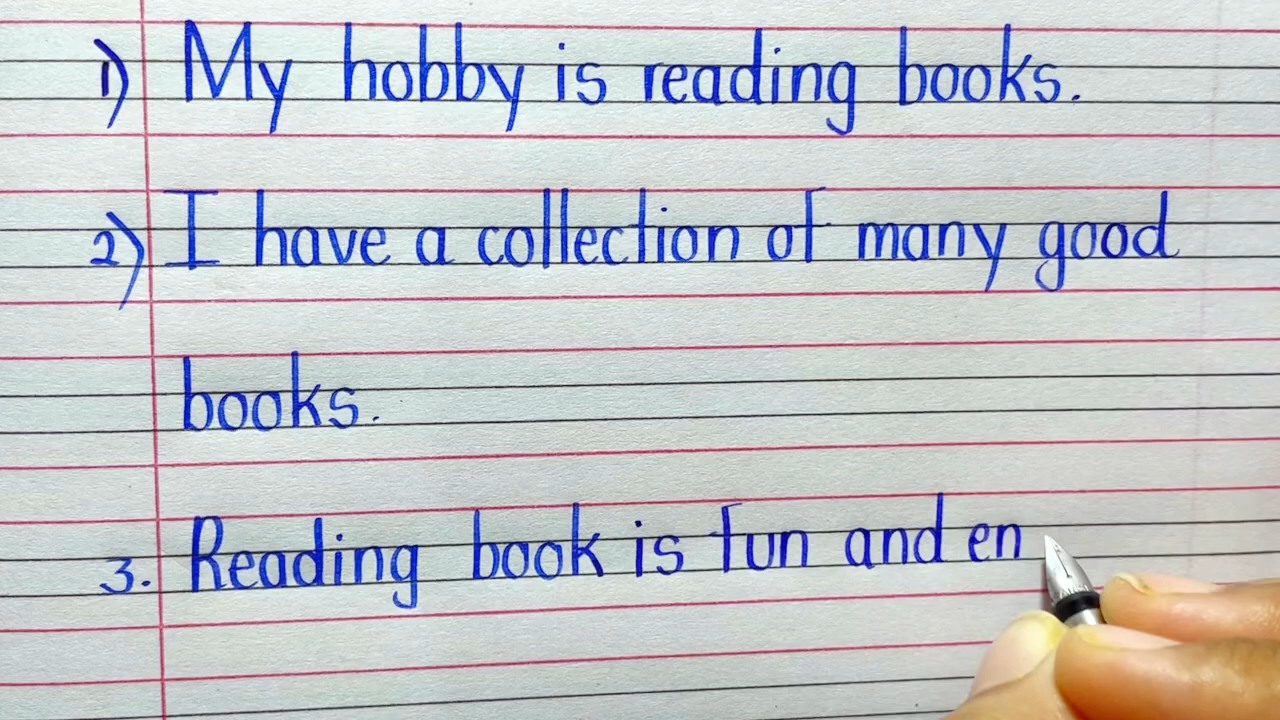 1) My hobby is reading books.
2) I have a collection of many good
books.
3. Reading book is fun and en